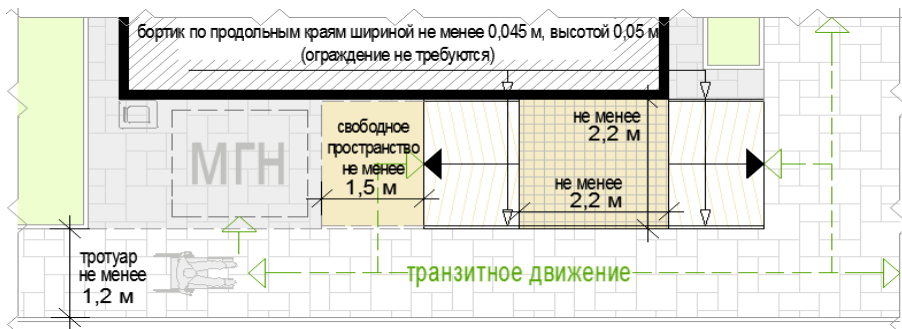 бортик по продольным краям шириной не менее 0,045 м, высотой 0,05 м
(ограждение не требуются)
МГН
свободное
пространство
не менее
1,5 м
не менее
2,2 м
не менее
2,2 м
тротуар
не менее
1,2 м
транзитное движение